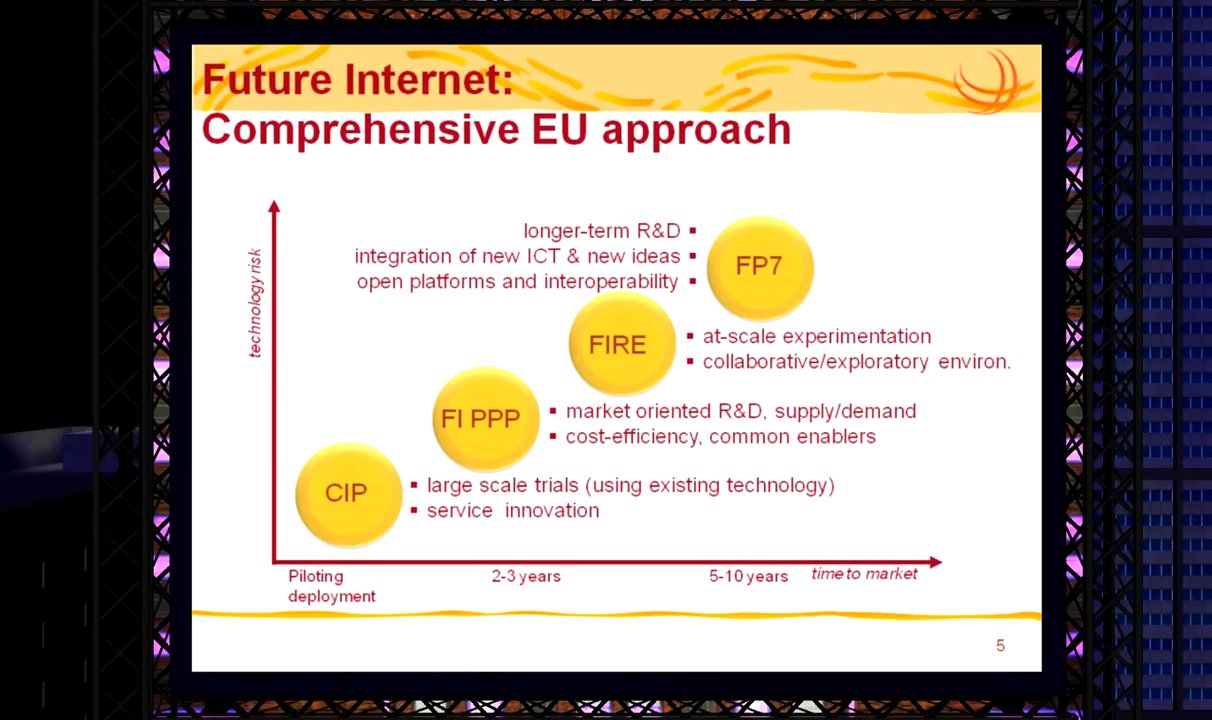 Future Internet:
Comprehensive EU approach
technology risk
longer-term R&D ▪
integration of new ICT & new ideas ▪
open platforms and interoperability ▪
FP7
FIRE
▪ at-scale experimentation
▪ collaborative/exploratory environ.
FI PPP
▪ market oriented R&D, supply/demand
▪ cost-efficiency, common enablers
CIP
▪ large scale trials (using existing technology)
▪ service innovation
Piloting
deployment
2-3 years
5-10 years
time to market
5